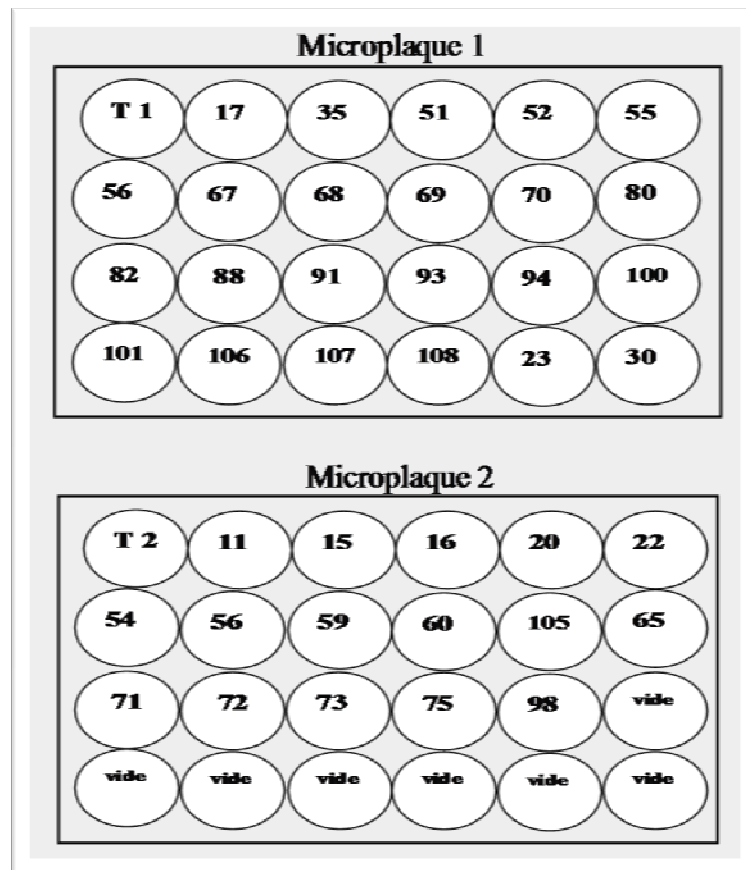 Microplaque 1
T 1 17 35 51 52 55
56 67 68 69 70 80
82 88 91 93 94 100
101 106 107 108 23 30
Microplaque 2
T 2 11 15 16 20 22
54 56 59 60 105 65
71 72 73 75 98 vide
vide vide vide vide vide vide